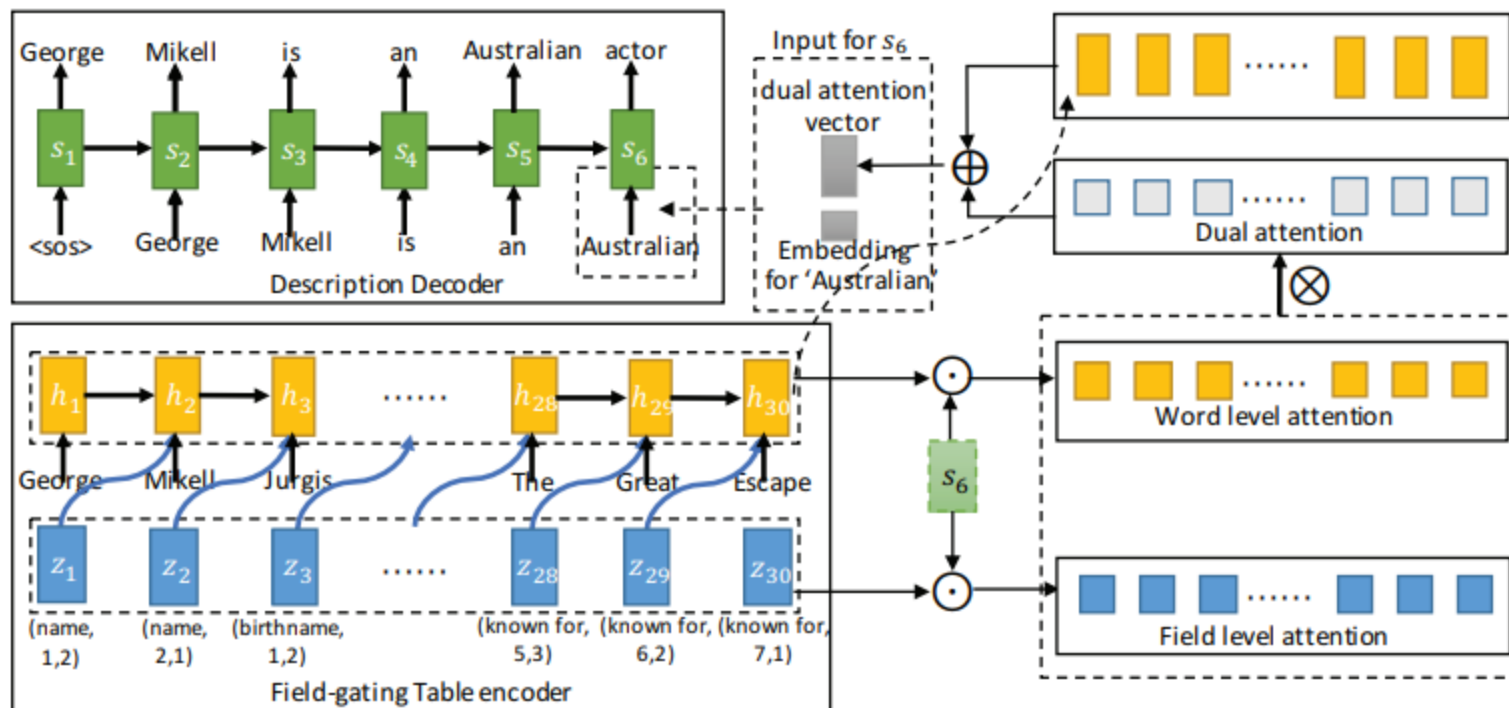 George Mikell is an Australian actor
s1 s2 s3 s4 s5 s6
<sos> George Mikell is an Australian
Description Decoder
Input for s6
dual attention
vector
Embedding
for ‘Australian’
⊕
......
......
Dual attention
⊗
h1 h2 h3 ...... h28 h29 h30
George Mikell Jurgis The Great Escape
z1 z2 z3 ...... z28 z29 z30
(name, (name, (birthname, (known for, (known for, (known for,
1,2) 2,1) 1,2) 5,3) 6,2) 7,1)
Field-gating Table encoder
⊙
s6
⊙
......
Word level attention
......
Field level attention